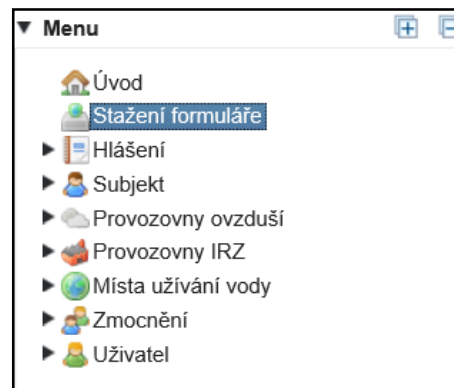 Menu
Úvod
Stažení formuláře
Hlášení
Subjekt
Provozovny ovzduší
Provozovny IRZ
Místa užívání vody
Zmocnění
Uživatel